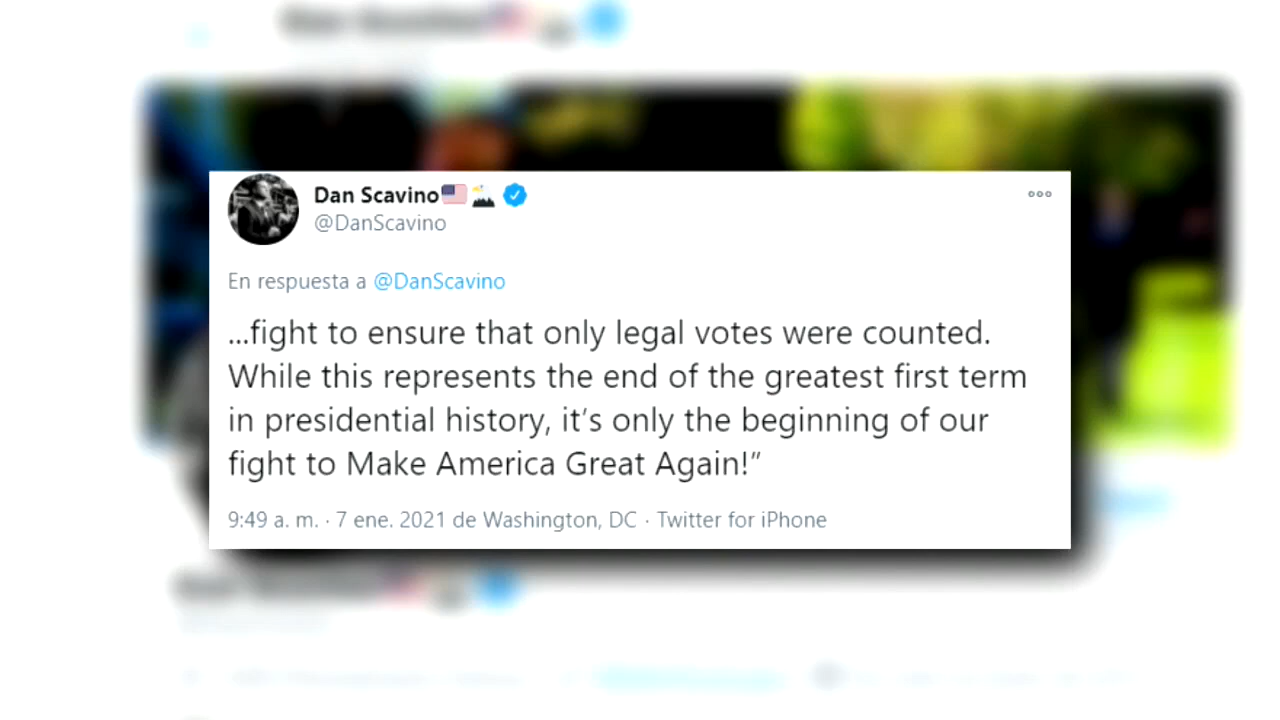 Dan Scavino
@DanScavino
En respuesta a @DanScavino
...fight to ensure that only legal votes were counted.
While this represents the end of the greatest first term
in presidential history, it's only the beginning of our
fight to Make America Great Again!”
9:49 a. m. · 7 ene. 2021 de Washington, DC · Twitter for iPhone